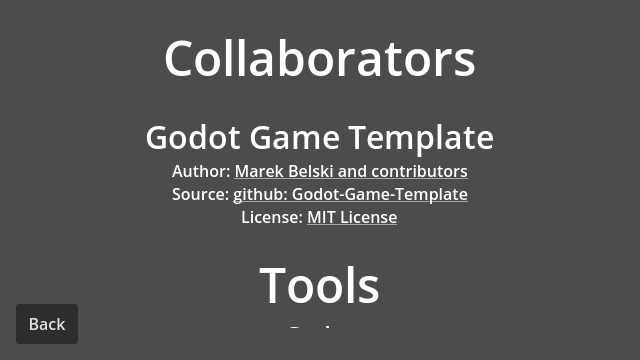 Collaborators
Godot Game Template
Author: Marek Belski and contributors
Source: github: Godot-Game-Template
License: MIT License
Tools
Back